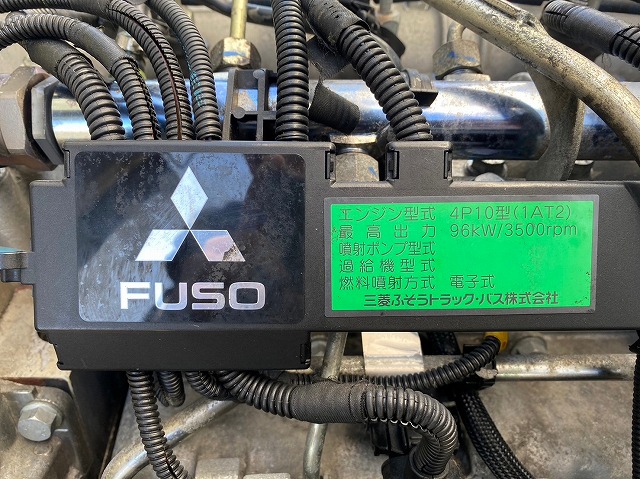 FUSO
エンジン型式 4P10型(1AT2)
最高出力 96kW/3500rpm
噴射ポンプ型式
過給機型式
燃料噴射方式 電子式
三菱ふそうトラック・バス株式会社